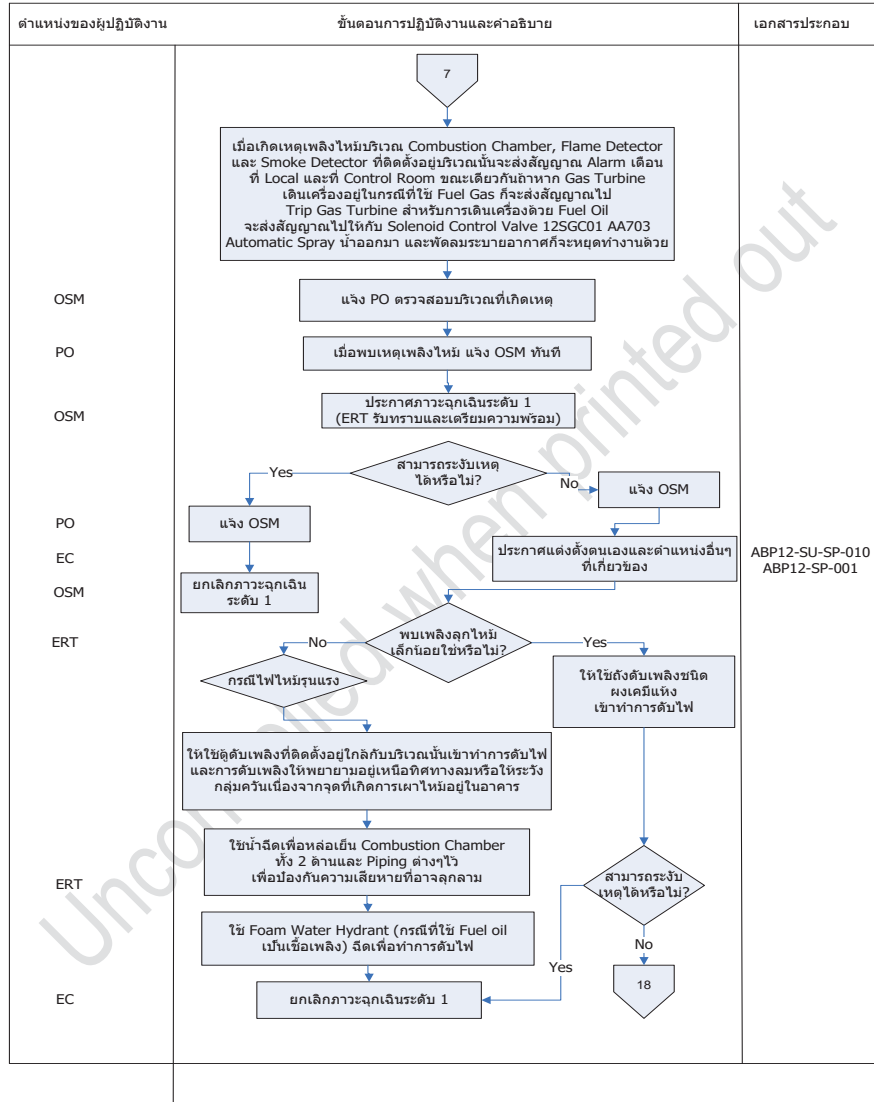 ตำแหน่งของผู้ปฏิบัติงาน
ขั้นตอนการปฏิบัติงานและคำอธิบาย
เอกสารประกอบ
7
เมื่อเกิดเหตุเพลิงไหม้บริเวณ Combustion Chamber, Flame Detector
และ Smoke Detector ที่ติดตั้งอยู่บริเวณนั้นจะส่งสัญญาณ Alarm เตือน
ที่ Local และที่ Control Room ขณะเดียวกันถ้าหาก Gas Turbine
เดินเครื่องอยู่ในกรณีที่ใช้ Fuel Gas ก็จะส่งสัญญาณไป
Trip Gas Turbine สำหรับการเดินเครื่องด้วย Fuel Oil
จะส่งสัญญาณไปให้กับ Solenoid Control Valve 12SGC01 AA703
Automatic Spray น้ำออกมา และพัดลมระบายอากาศก็จะหยุดทำงานด้วย
OSM
แจ้ง PO ตรวจสอบบริเวณที่เกิดเหตุ
PO
เมื่อพบเหตุเพลิงไหม้ แจ้ง OSM ทันที
OSM
ประกาศภาวะฉุกเฉินระดับ 1
(ERT รับทราบและเตรียมความพร้อม)
สามารถระงับเหตุ
ได้หรือไม่?
Yes
No
แจ้ง OSM
PO
แจ้ง OSM
EC
ประกาศแต่งตั้งตนเองและตำแหน่งอื่นๆ
ที่เกี่ยวข้อง
ABP12-SU-SP-010
ABP12-SP-001
OSM
ยกเลิกภาวะฉุกเฉิน
ระดับ 1
ERT
พบเพลิงลุกไหม้
เล็กน้อยใช่หรือไม่?
No
Yes
กรณีไฟไหม้รุนแรง
ให้ใช้ถังดับเพลิงชนิด
ผงเคมีแห้ง
เข้าทำการดับไฟ
ให้ใช้ตู้ดับเพลิงที่ติดตั้งอยู่ใกล้กับบริเวณนั้นเข้าทำการดับไฟ
และการดับเพลิงให้พยายามอยู่เหนือทิศทางลมหรือให้ระวัง
กลุ่มควันเนื่องจากจุดที่เกิดการเผาไหม้อยู่ในอาคาร
ERT
ใช้น้ำฉีดเพื่อหล่อเย็น Combustion Chamber
ทั้ง 2 ด้านและ Piping ต่างๆไว้
เพื่อป้องกันความเสียหายที่อาจลุกลาม
สามารถระงับ
เหตุได้หรือไม่?
ใช้ Foam Water Hydrant (กรณีที่ใช้ Fuel oil
เป็นเชื้อเพลิง) ฉีดเพื่อทำการดับไฟ
No
Yes
18
EC
ยกเลิกภาวะฉุกเฉินระดับ 1
Uncontrolled when printed out